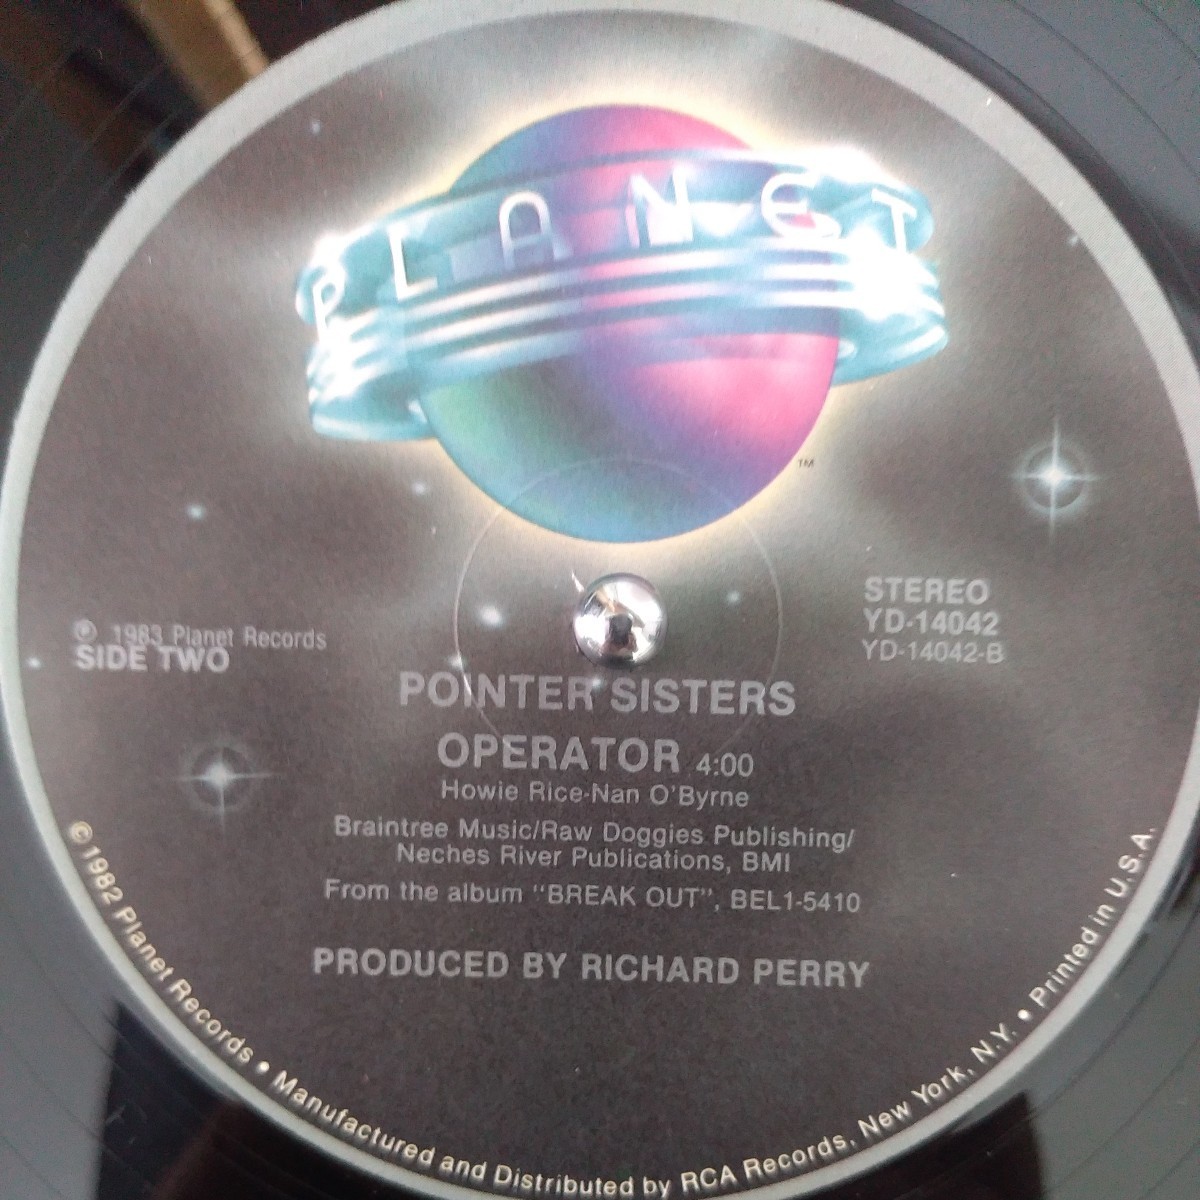 PLANET
TM
STEREO
YD-14042
YD-14042-B
℗ 1983 Planet Records
SIDE TWO
POINTER SISTERS
OPERATOR 4:00
Howie Rice-Nan O'Byrne
Braintree Music/Raw Doggies Publishing/
Neches River Publications, BMI
From the album "BREAK OUT", BEL1-5410
PRODUCED BY RICHARD PERRY
©1982 Planet Records • Manufactured and Distributed by RCA Records, New York, N.Y. • Printed in U.S.A.